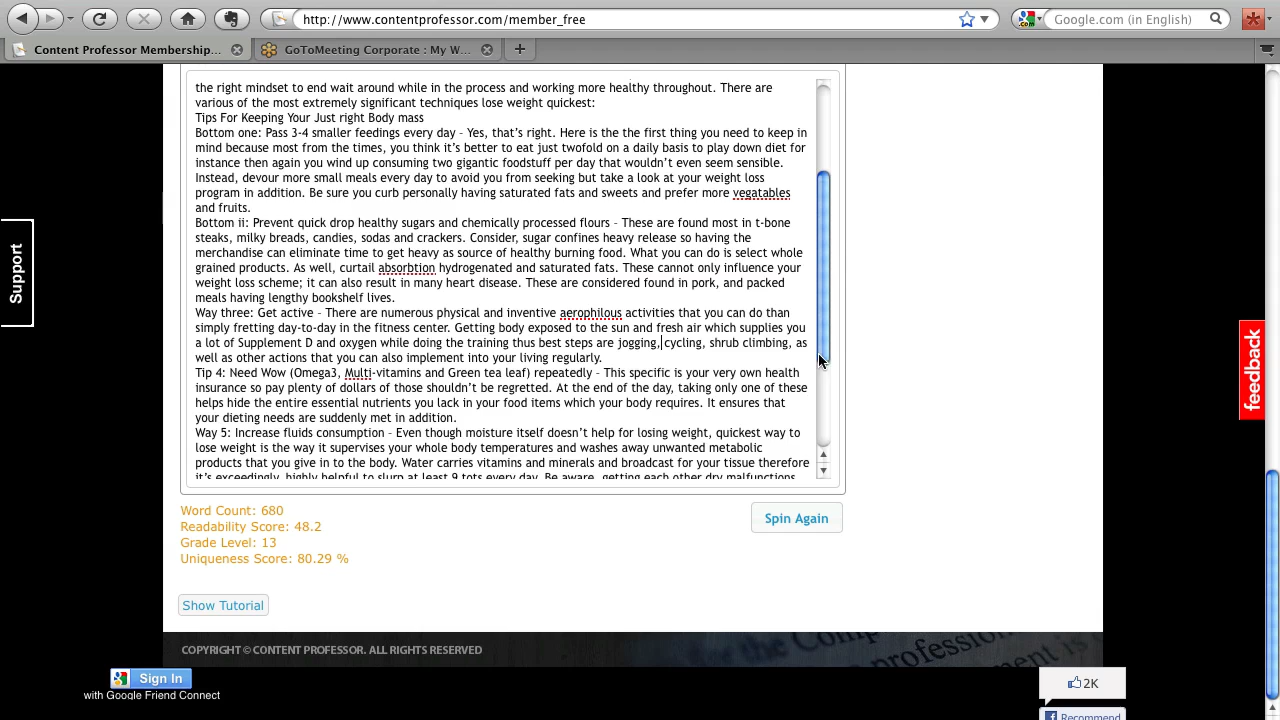 http://www.contentprofessor.com/member_free
Google.com (in English)
Content Professor Membership...
GoToMeeting Corporate : My W...
the right mindset to end wait around while in the process and working more healthy throughout. There are
various of the most extremely significant techniques lose weight quickest:
Tips For Keeping Your Just right Body mass
Bottom one: Pass 3-4 smaller feedings every day - Yes, that's right. Here is the the first thing you need to keep in
mind because most from the times, you think it's better to eat just twofold on a daily basis to play down diet for
instance then again you wind up consuming two gigantic foodstuff per day that wouldn't even seem sensible.
Instead, devour more small meals every day to avoid you from seeking but take a look at your weight loss
program in addition. Be sure you curb personally having saturated fats and sweets and prefer more vegatables
and fruits.
Bottom ii: Prevent quick drop healthy sugars and chemically processed flours - These are found most in t-bone
steaks, milky breads, candies, sodas and crackers. Consider, sugar confines heavy release so having the
merchandise can eliminate time to get heavy as source of healthy burning food. What you can do is select whole
grained products. As well, curtail absorbtion hydrogenated and saturated fats. These cannot only influence your
weight loss scheme; it can also result in many heart disease. These are considered found in pork, and packed
meals having lengthy bookshelf lives.
Way three: Get active - There are numerous physical and inventive aerophilous activities that you can do than
simply fretting day-to-day in the fitness center. Getting body exposed to the sun and fresh air which supplies you
a lot of Supplement D and oxygen while doing the training thus best steps are jogging, cycling, shrub climbing, as
well as other actions that you can also implement into your living regularly.
Tip 4: Need Wow (Omega3, Multi-vitamins and Green tea leaf) repeatedly - This specific is your very own health
insurance so pay plenty of dollars of those shouldn't be regretted. At the end of the day, taking only one of these
helps hide the entire essential nutrients you lack in your food items which your body requires. It ensures that
your dieting needs are suddenly met in addition.
Way 5: Increase fluids consumption - Even though moisture itself doesn't help for losing weight, quickest way to
lose weight is the way it supervises your whole body temperatures and washes away unwanted metabolic
products that you give in to the body. Water carries vitamins and minerals and broadcast for your tissue therefore
it's exceedingly, highly helpful to slurp at least 9 tots every day. Be aware, getting each other dry malfunctions
Support
feedback
Word Count: 680
Readability Score: 48.2
Grade Level: 13
Uniqueness Score: 80.29 %
Spin Again
Show Tutorial
COPYRIGHT © CONTENT PROFESSOR. ALL RIGHTS RESERVED
Sign In
with Google Friend Connect
2K
Recommend